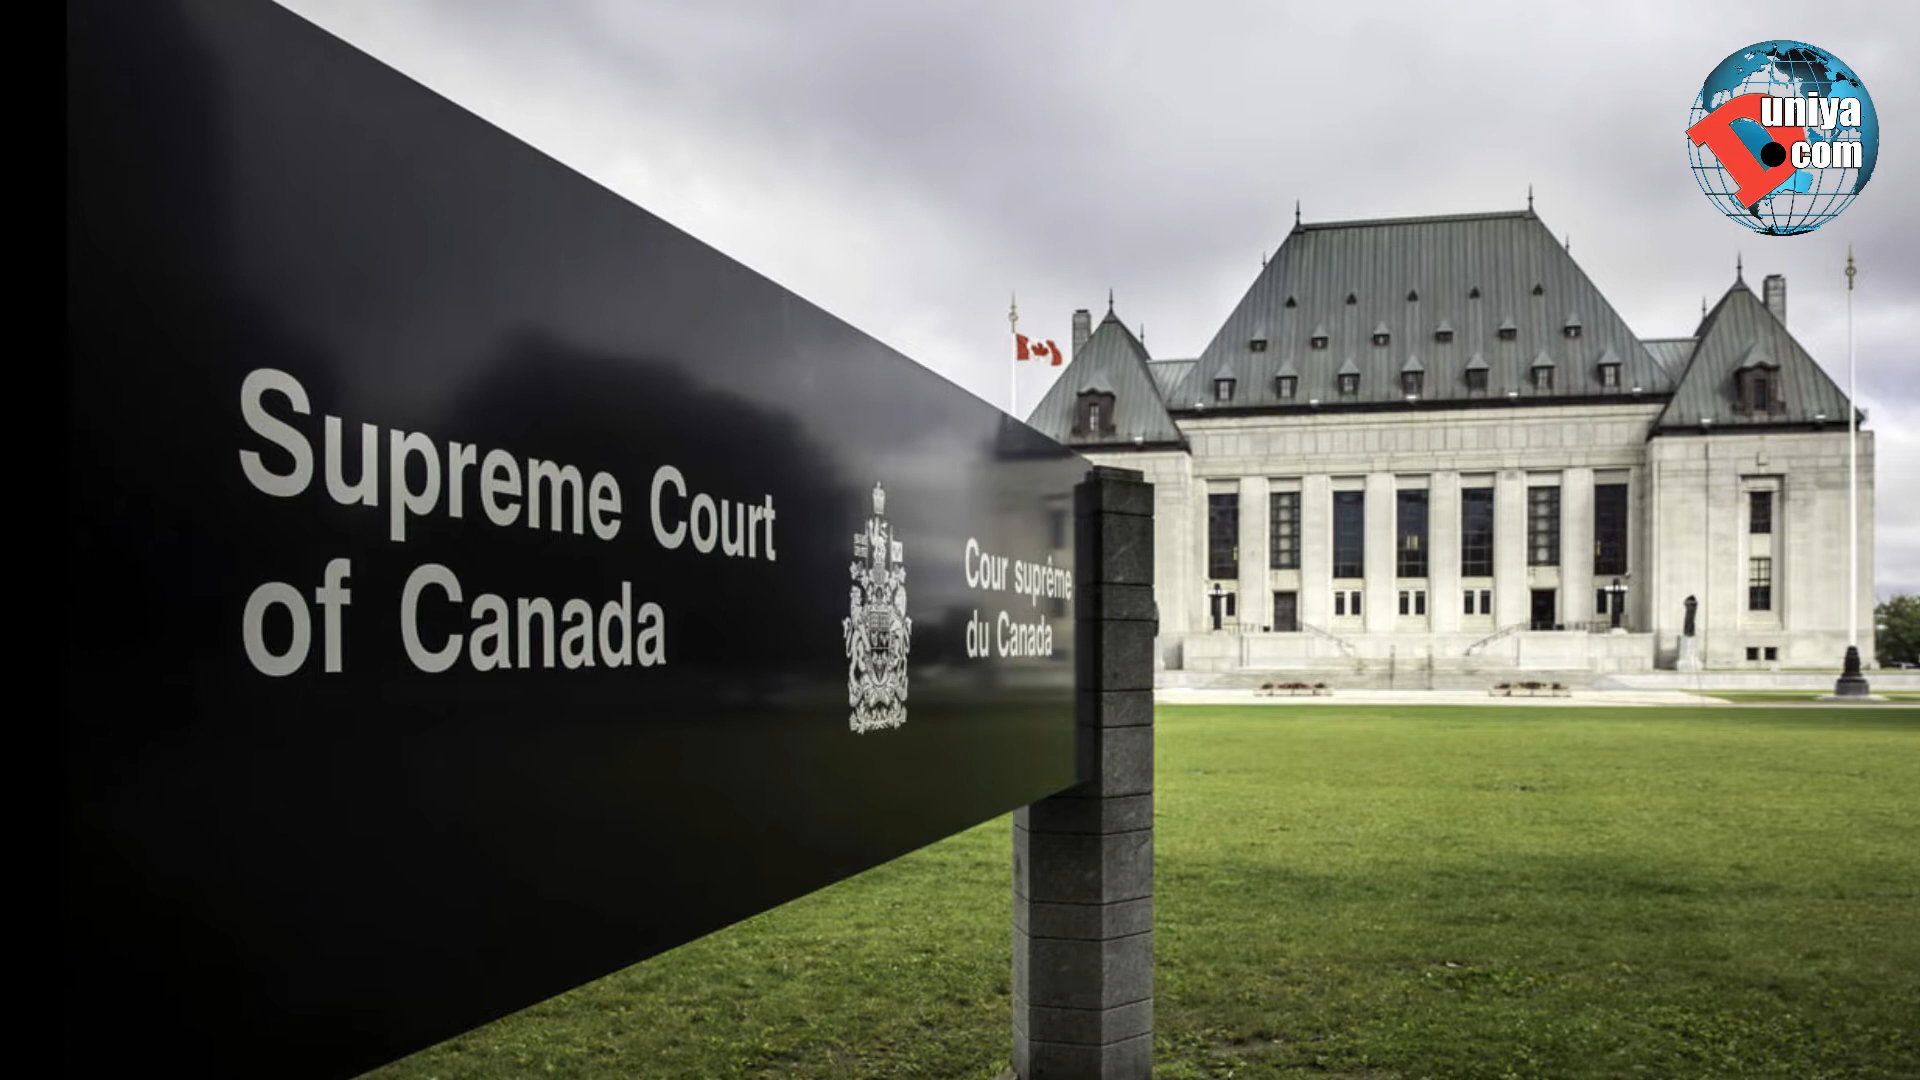 Supreme Court
of Canada
Cour suprême
du Canada
uniya
.com